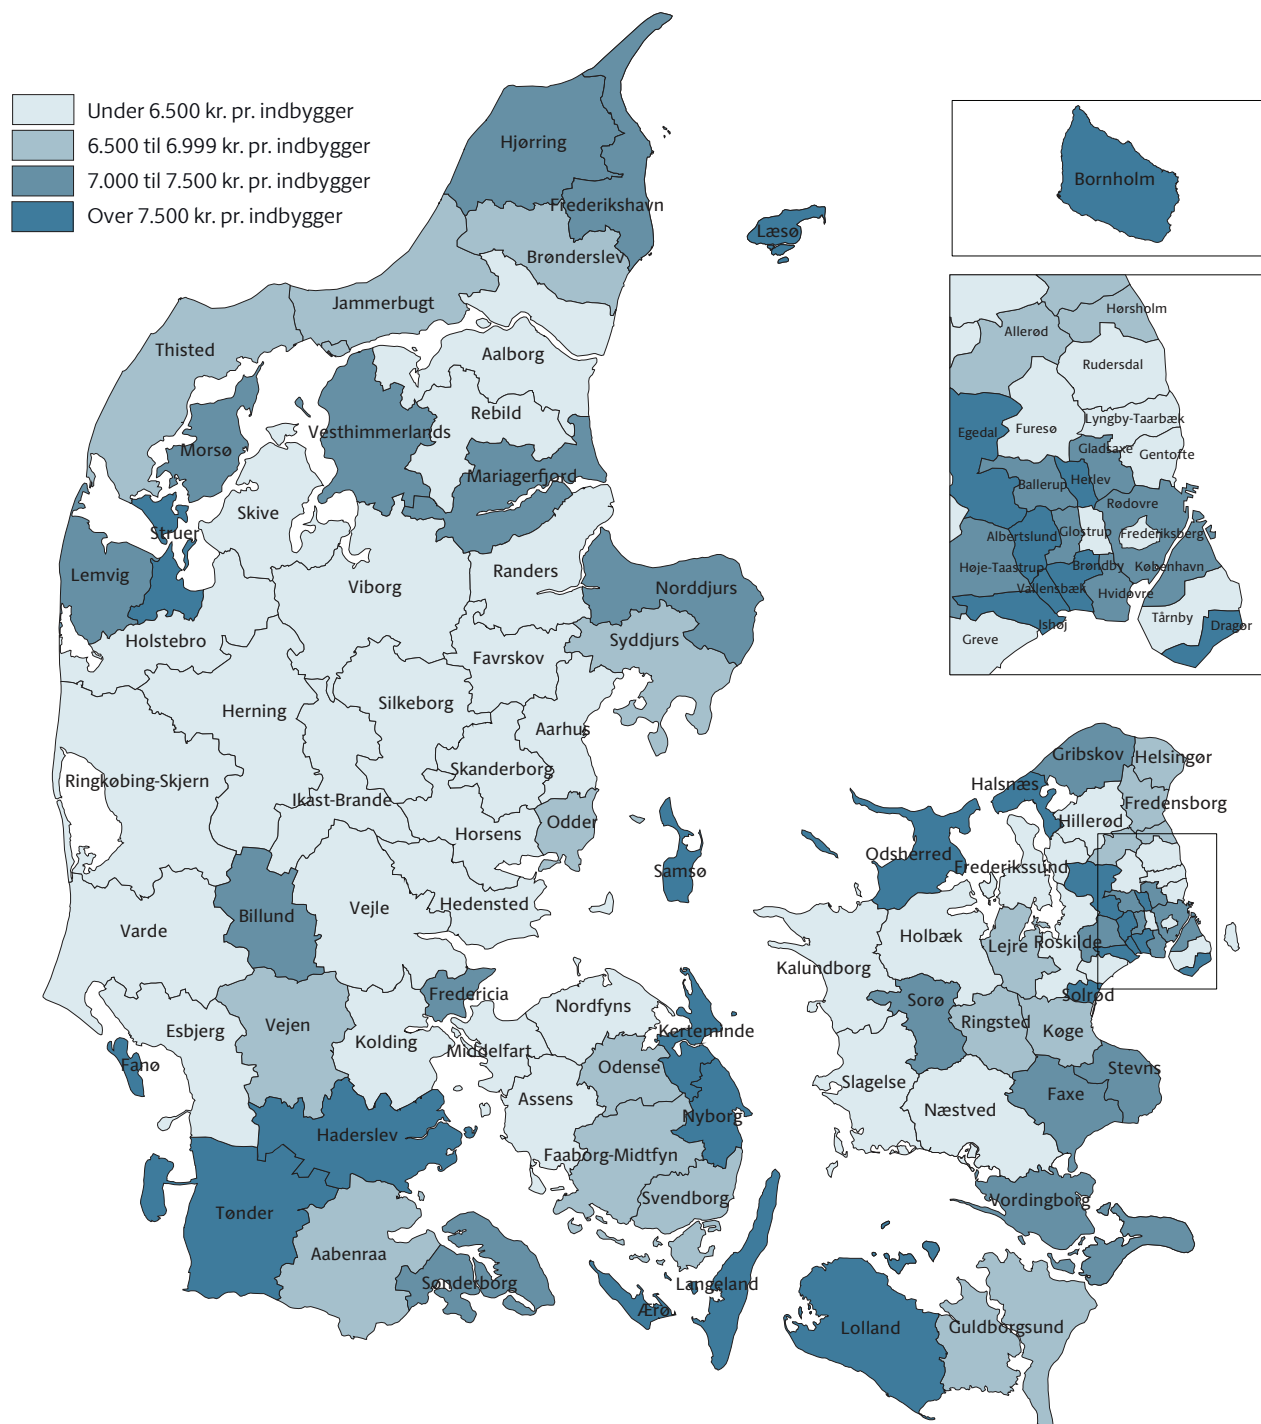 Under 6.500 kr. pr. indbygger
6.500 til 6.999 kr. pr. indbygger
7.000 til 7.500 kr. pr. indbygger
Over 7.500 kr. pr. indbygger
Hjørring
Frederikshavn
Læsø
Brønderslev
Jammerbugt
Thisted
Aalborg
Rebild
Vesthimmerlands
Morsø
Mariagerfjord
Skive
Struer
Lemvig
Viborg
Randers
Norddjurs
Holstebro
Favrskov
Syddjurs
Herning
Silkeborg
Aarhus
Ringkøbing-Skjern
Skanderborg
Ikast-Brande
Horsens
Odder
Samsø
Hedensted
Billund
Vejle
Varde
Fredericia
Vejen
Esbjerg
Kolding
Fanø
Haderslev
Tønder
Aabenraa
Sønderborg
Nordfyns
Middelfart
Kerteminde
Odense
Assens
Nyborg
Faaborg-Midtfyn
Svendborg
Langeland
Ærø
Bornholm
Hørsholm
Allerød
Rudersdal
Lyngby-Taarbæk
Egedal
Furesø
Gladsaxe
Gentofte
Ballerup
Herlev
Rødovre
Albertslund
Glostrup
Frederiksberg
Høje-Taastrup
Brøndby
København
Vallensbæk
Hvidovre
Ishøj
Tårnby
Dragør
Greve
Gribskov
Helsingør
Halsnæs
Fredensborg
Hillerød
Odsherred
Frederikssund
Holbæk
Lejre
Roskilde
Kalundborg
Solrød
Sorø
Ringsted
Køge
Stevns
Slagelse
Næstved
Faxe
Vordingborg
Lolland
Guldborgsund